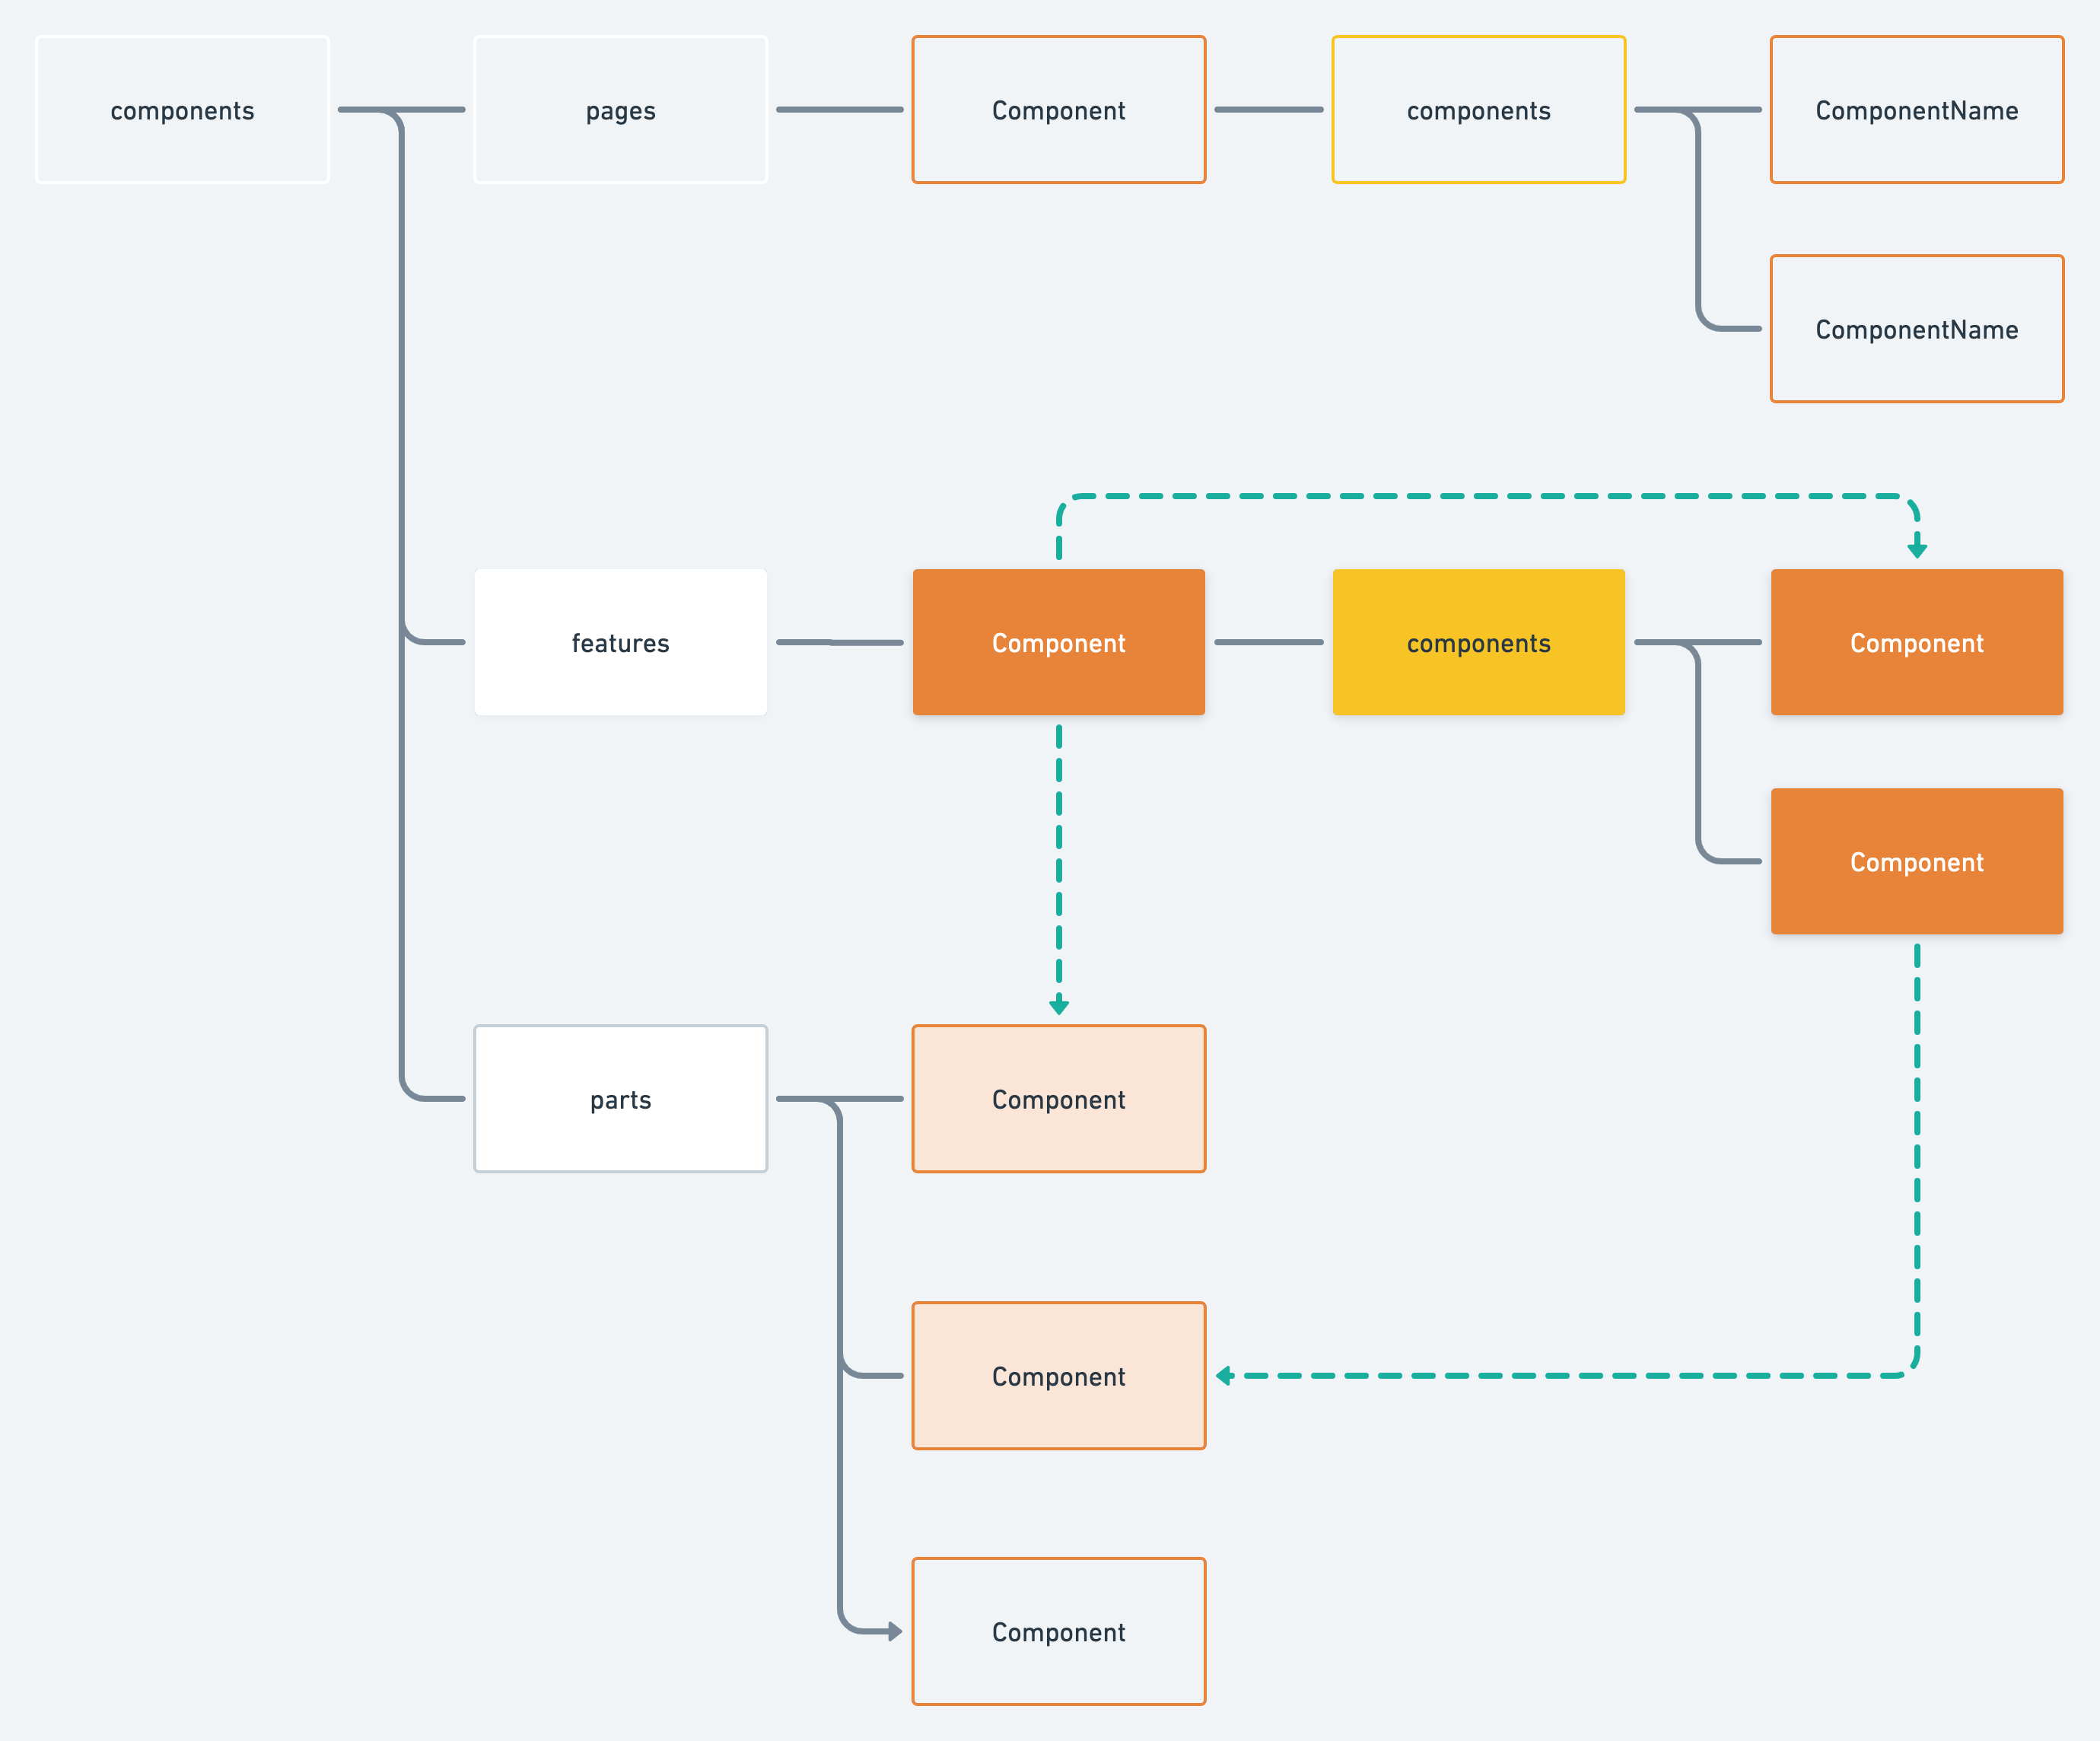 components
pages
Component
components
ComponentName
ComponentName
features
Component
components
Component
Component
parts
Component
Component
Component